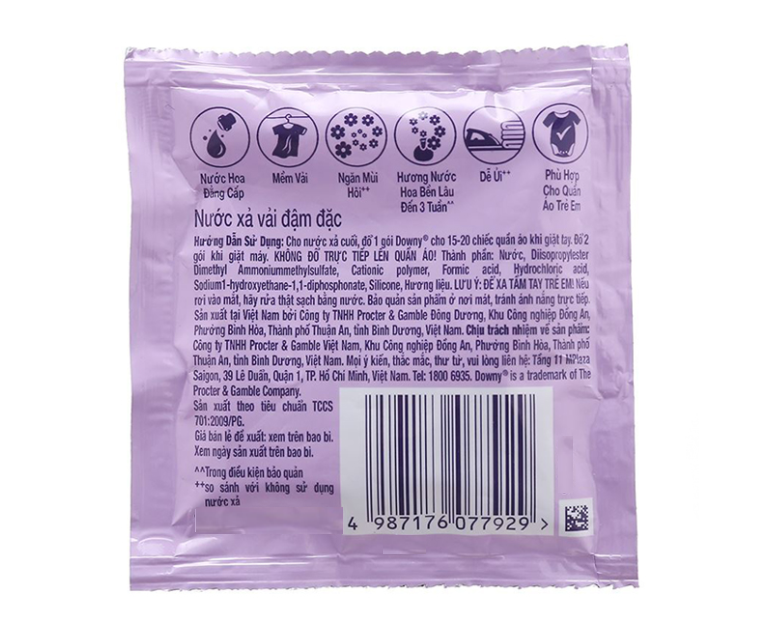 Nước Hoa
Đẳng Cấp
Mềm Vải
Ngăn Mùi
Hôi++
Hương Nước
Hoa Bền Lâu
Đến 3 Tuần^^
Dễ Ủi++
Phù Hợp
Cho Quần
Áo Trẻ Em
Nước xả vải đậm đặc
Hướng Dẫn Sử Dụng: Cho nước xả cuối, đổ 1 gói Downy® cho 15-20 chiếc quần áo khi giặt tay. Đổ 2
gói khi giặt máy. KHÔNG ĐỔ TRỰC TIẾP LÊN QUẦN ÁO! Thành phần: Nước, Diisopropylester
Dimethyl Ammoniummethylsulfate, Cationic polymer, Formic acid, Hydrochloric acid,
Sodium1-hydroxyethane-1,1-diphosphonate, Silicone, Hương liệu. LƯU Ý: ĐỂ XA TẦM TAY TRẺ EM! Nếu
rơi vào mắt, hãy rửa thật sạch bằng nước. Bảo quản sản phẩm ở nơi mát, tránh ánh nắng trực tiếp.
Sản xuất tại Việt Nam bởi Công ty TNHH Procter & Gamble Đông Dương, Khu Công nghiệp Đồng An,
Phường Bình Hòa, Thành phố Thuận An, tỉnh Bình Dương, Việt Nam. Chịu trách nhiệm về sản phẩm:
Công ty TNHH Procter & Gamble Việt Nam, Khu Công nghiệp Đồng An, Phường Bình Hòa, Thành phố
Thuận An, tỉnh Bình Dương, Việt Nam. Mọi ý kiến, thắc mắc, thư từ, vui lòng liên hệ: Tầng 11 MPlaza
Saigon, 39 Lê Duẩn, Quận 1, TP. Hồ Chí Minh, Việt Nam. Tel: 1800 6935. Downy® is a trademark of The
Procter & Gamble Company.
Sản xuất theo tiêu chuẩn TCCS
701:2009/PG.
Giá bán lẻ đề xuất: xem trên bao bì.
Xem ngày sản xuất trên bao bì.
^^Trong điều kiện bảo quản
++so sánh với không sử dụng
nước xả
4 987176 077929 >